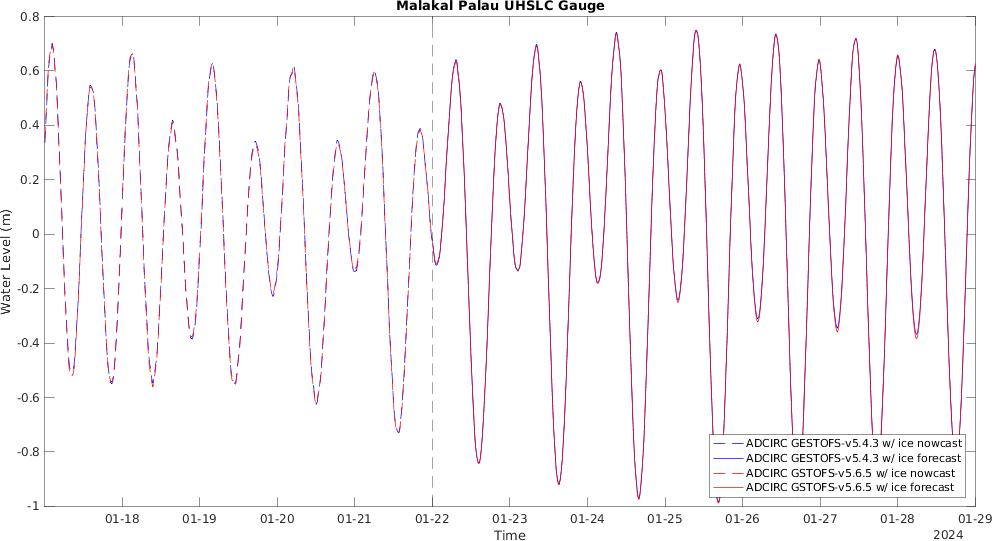 Malakal Palau UHSLC Gauge
0.8
0.6
0.4
0.2
0
-0.2
-0.4
-0.6
-0.8
-1
Water Level (m)
ADCIRC GESTOFS-v5.4.3 w/ ice nowcast
ADCIRC GESTOFS-v5.4.3 w/ ice forecast
ADCIRC GSTOFS-v5.6.5 w/ ice nowcast
ADCIRC GSTOFS-v5.6.5 w/ ice forecast
01-18 01-19 01-20 01-21 01-22 01-23 01-24 01-25 01-26 01-27 01-28 01-29
Time
2024